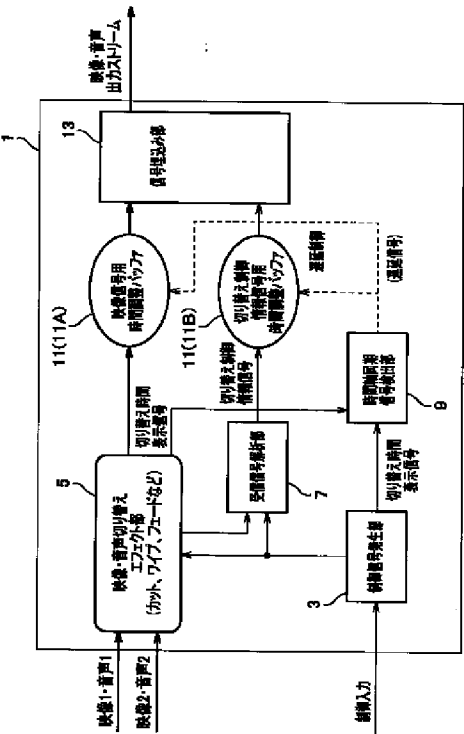 1
映像・音声
出力ストリーム
13
信号埋込み部
映像信号用
時間調整バッファ
11(11A)
切り替え制御
情報信号用
時間調整バッファ
11(11B)
遅延制御
(遅延信号)
切り替え時間
表示信号
切り替え制御
情報信号
5
映像・音声切り替え
エフェクト部
(カット、ワイプ、フェードなど)
受信信号解析部
7
時間軸同期
信号検出部
9
切り替え時間
表示信号
制御信号発生部
3
映像1・音声1
映像2・音声2
制御入力